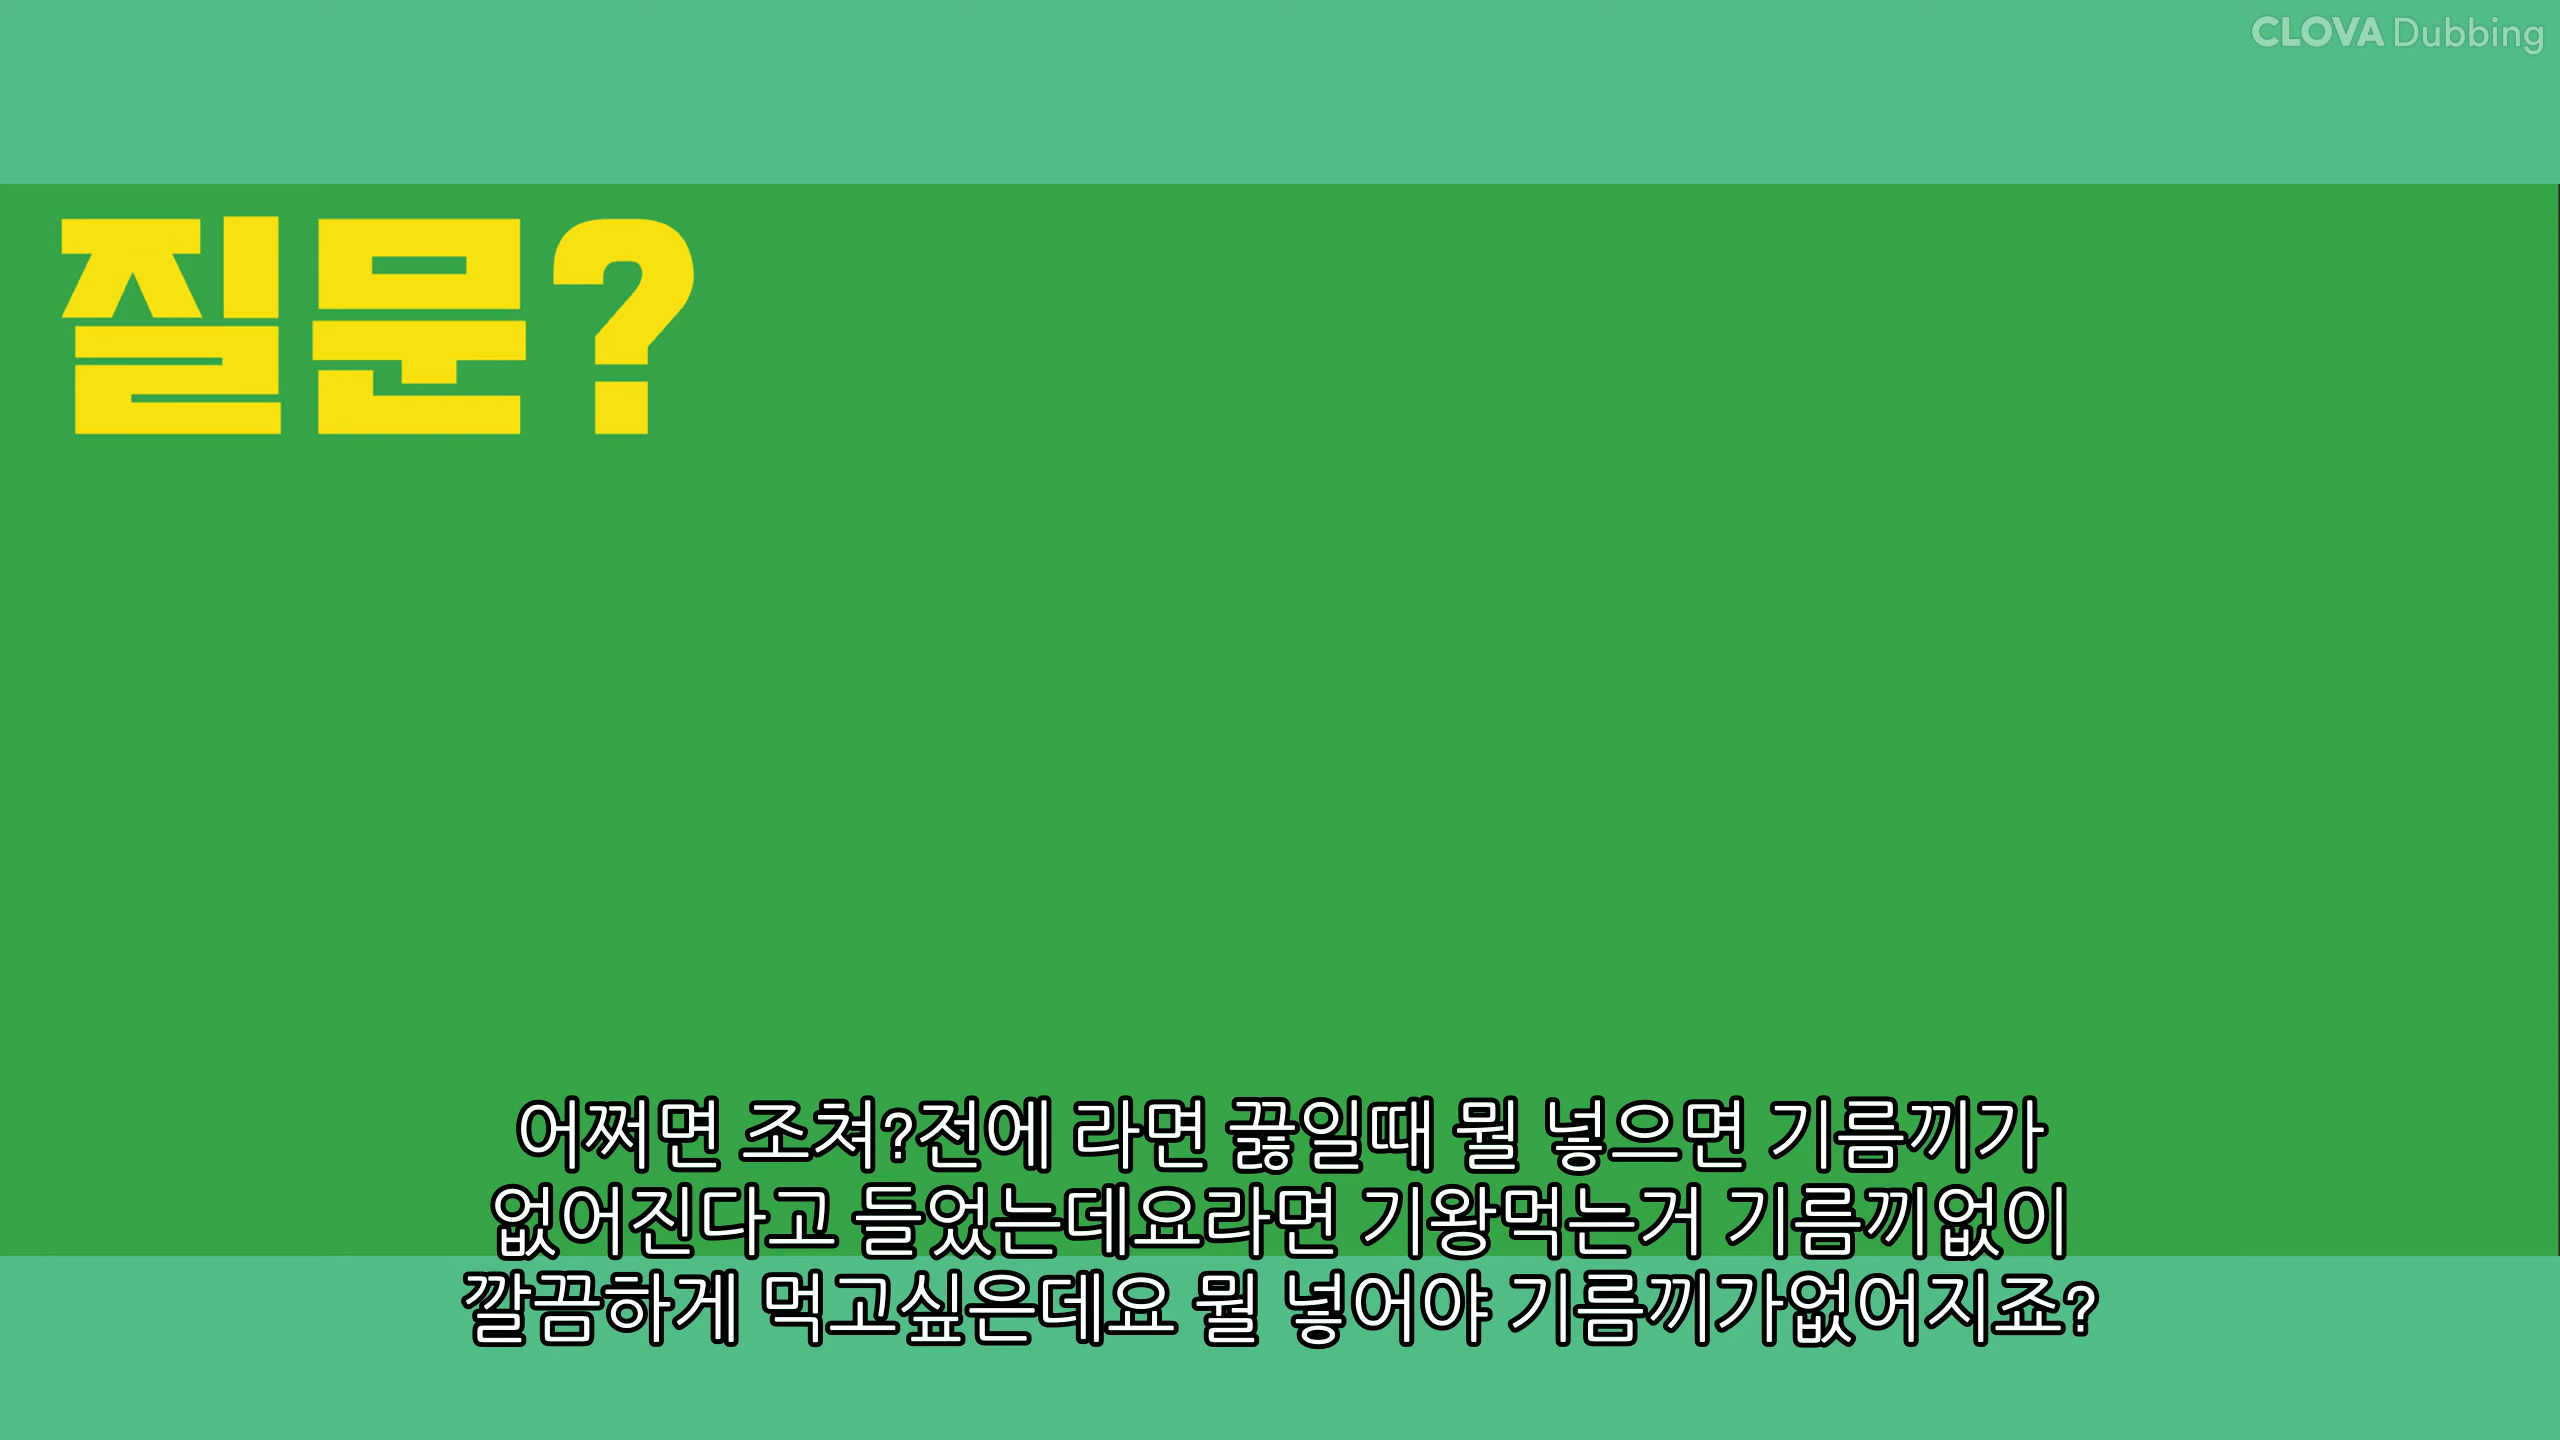 CLOVA Dubbing
질문?
어쩌면 조쳐?전에 라면 끓일때 뭘 넣으면 기름끼가
없어진다고 들었는데요라면 기왕먹는거 기름끼없이
깔끔하게 먹고싶은데요 뭘 넣어야 기름끼가없어지죠?